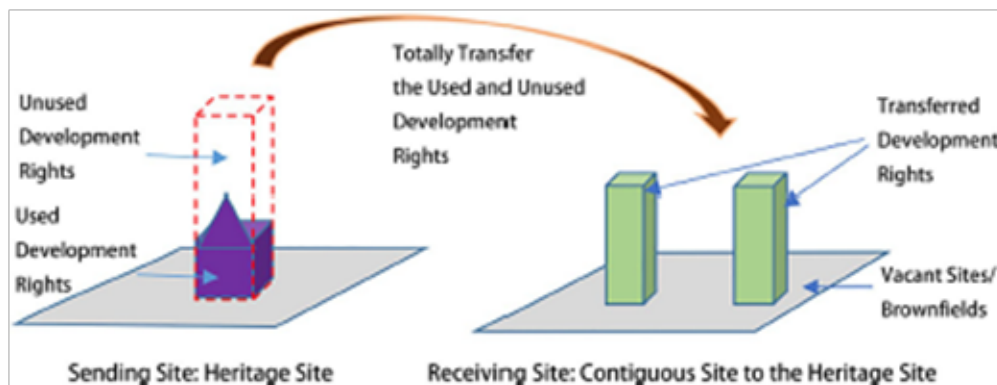 Unused
Development
Rights
Used
Development
Rights
Totally Transfer
the Used and Unused
Development
Rights
Transferred
Development
Rights
Vacant Sites/
Brownfields
Sending Site: Heritage Site
Receiving Site: Contiguous Site to the Heritage Site